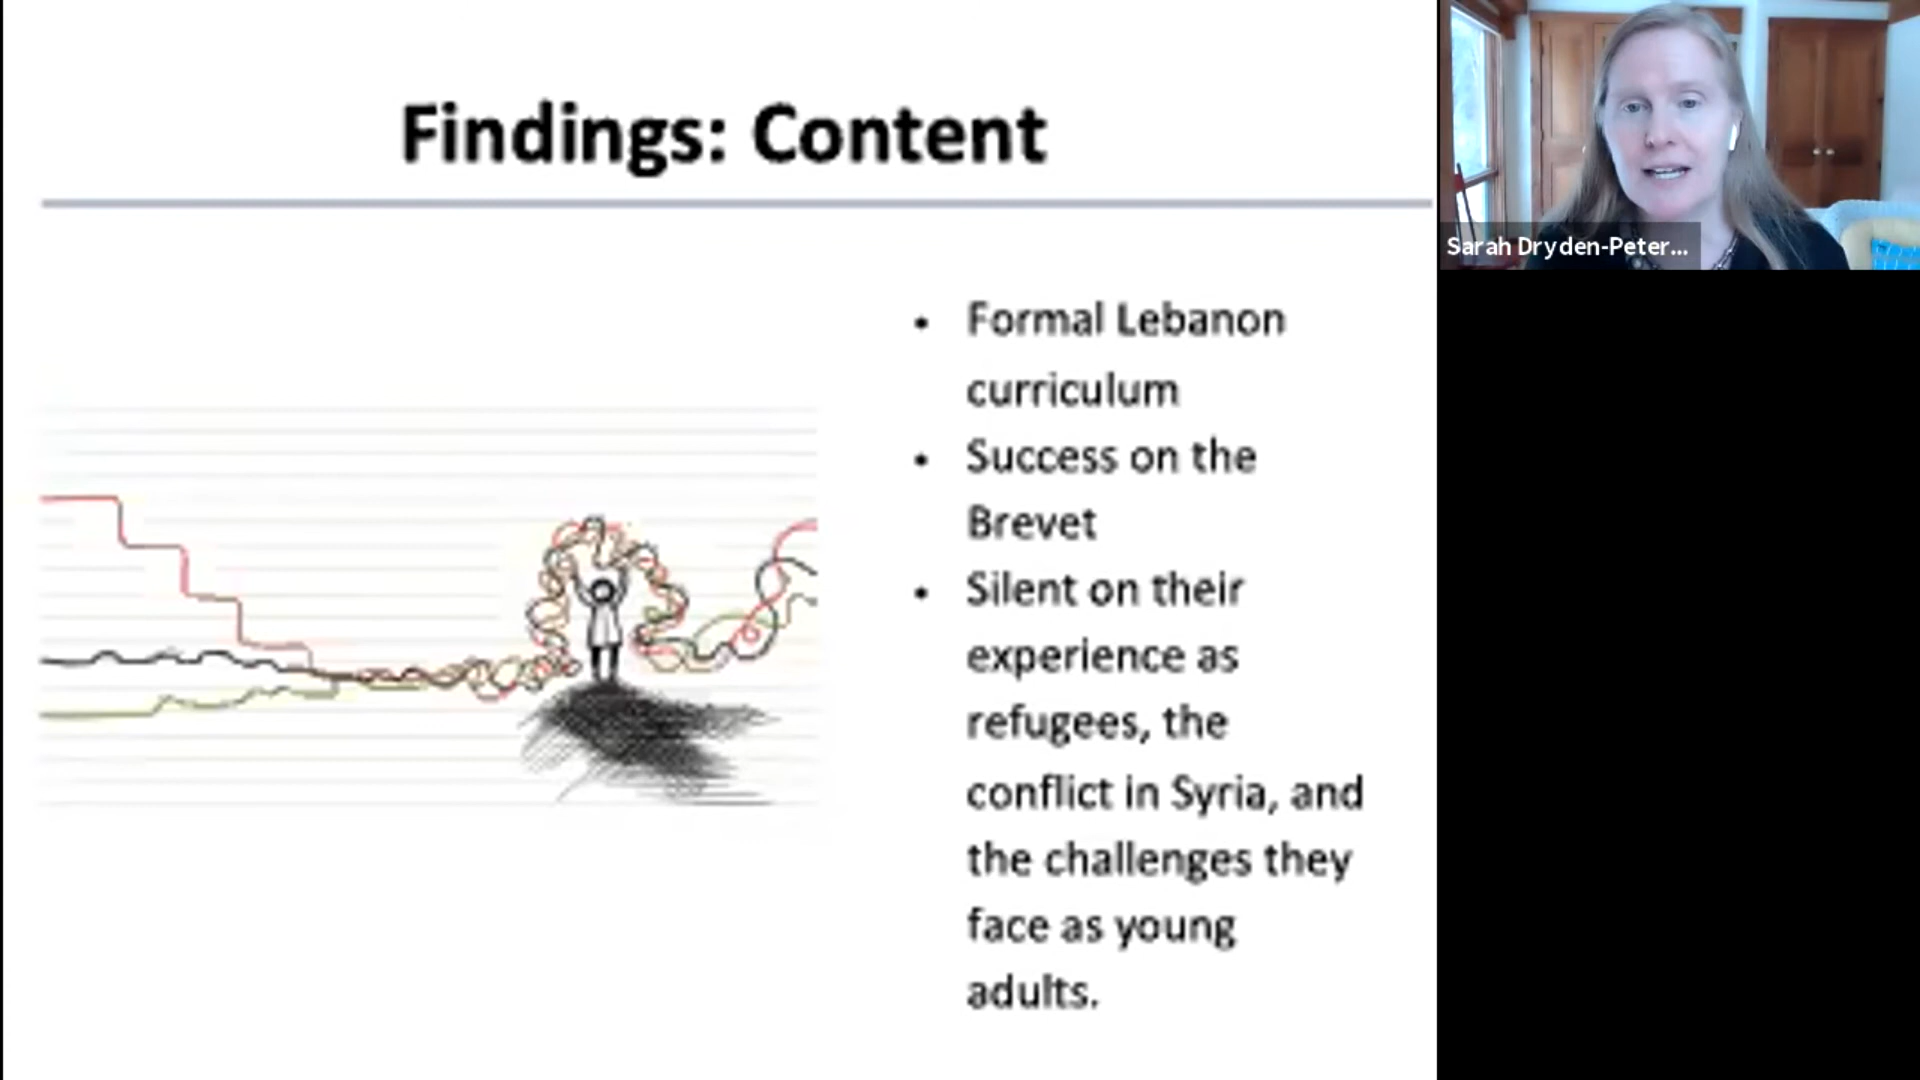 Findings: Content
• Formal Lebanon
curriculum
• Success on the
Brevet
• Silent on their
experience as
refugees, the
conflict in Syria, and
the challenges they
face as young
adults.
Sarah Dryden-Peter...